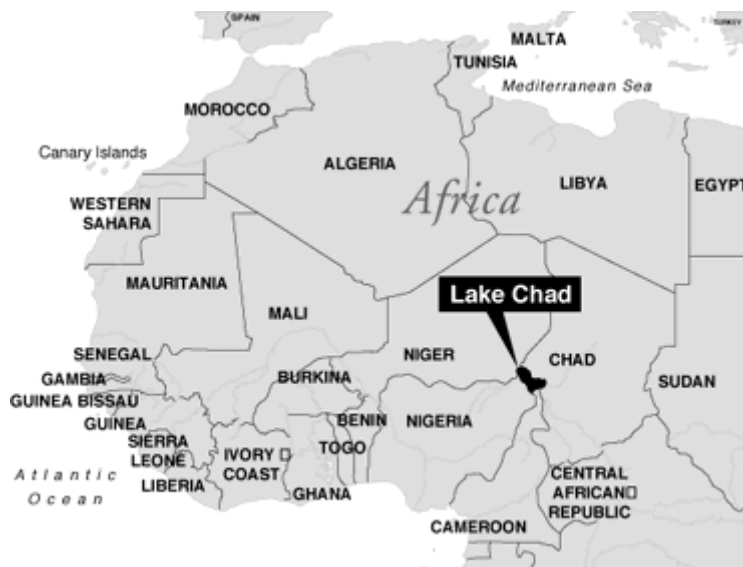 SPAIN
TURKEY
MALTA
TUNISIA
Mediterranean Sea
MOROCCO
Canary Islands
ALGERIA
LIBYA
EGYPT
Africa
WESTERN
SAHARA
MAURITANIA
Lake Chad
MALI
NIGER
CHAD
SUDAN
SENEGAL
GAMBIA
BURKINA
GUINEA BISSAU
GUINEA
BENIN
NIGERIA
SIERRA
LEONE
IVORY
COAST
TOGO
LIBERIA
GHANA
Atlantic
Ocean
CENTRAL
AFRICAN
REPUBLIC
CAMEROON